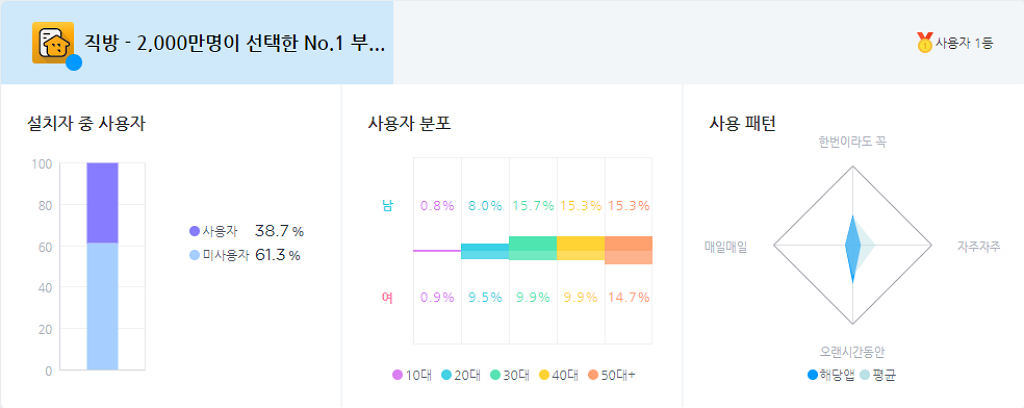 직방 - 2,000만명이 선택한 No.1 부...
사용자 1등
설치자 중 사용자
100
80
60
40
20
0
사용자 38.7 %
미사용자 61.3 %
사용자 분포
남 0.8% 8.0% 15.7% 15.3% 15.3%
여 0.9% 9.5% 9.9% 9.9% 14.7%
10대 20대 30대 40대 50대+
사용 패턴
한번이라도 꼭
매일매일
자주자주
오랜시간동안
해당앱 평균